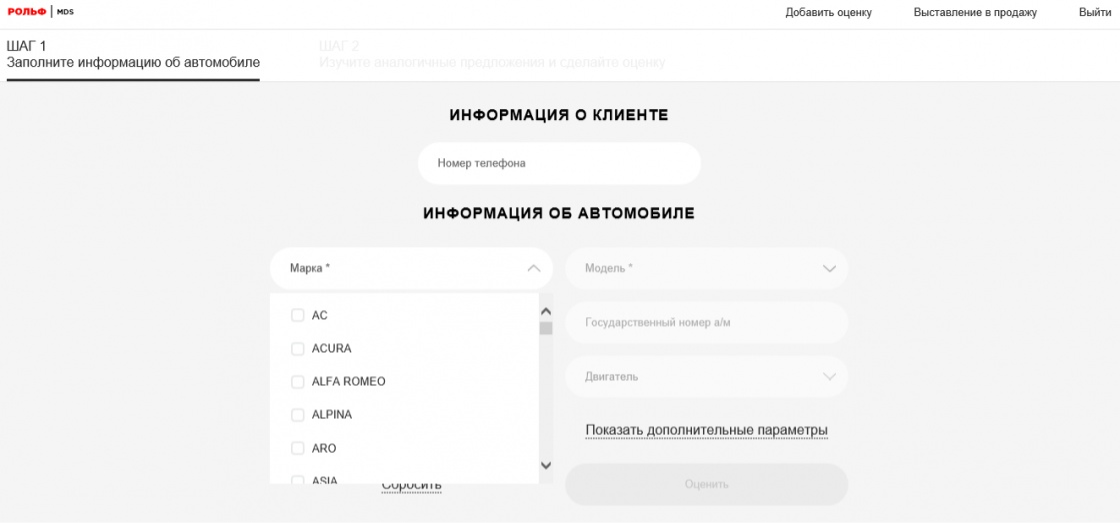 РОЛЬФ | MDS
Добавить оценку
Выставление в продажу
Выйти
ШАГ 1
Заполните информацию об автомобиле
ШАГ 2
Изучите аналогичные предложения и сделайте оценку
ИНФОРМАЦИЯ О КЛИЕНТЕ
Номер телефона
ИНФОРМАЦИЯ ОБ АВТОМОБИЛЕ
Марка *
Модель *
AC
ACURA
ALFA ROMEO
ALPINA
ARO
ASIA
Государственный номер а/м
Двигатель
Показать дополнительные параметры
Сбросить
Оценить